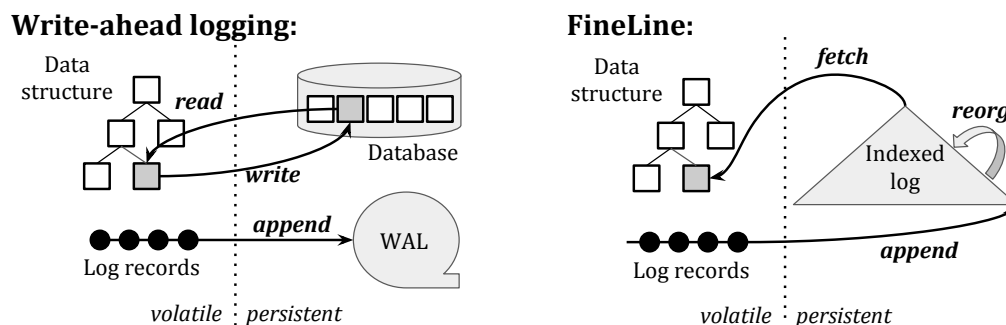 Write-ahead logging:
Data
structure
read
write
Database
append
WAL
Log records
volatile persistent
FineLine:
Data
structure
fetch
reorg
Indexed
log
append
Log records
volatile persistent